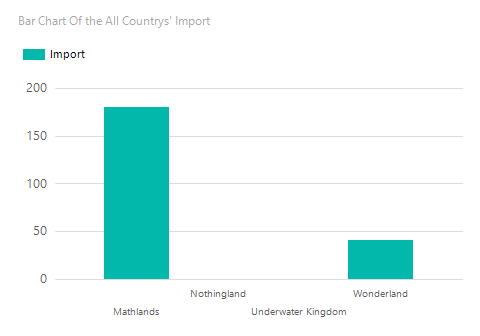 Bar Chart Of the All Countrys' Import
Import
200
150
100
50
0
Nothingland Wonderland
Mathlands Underwater Kingdom